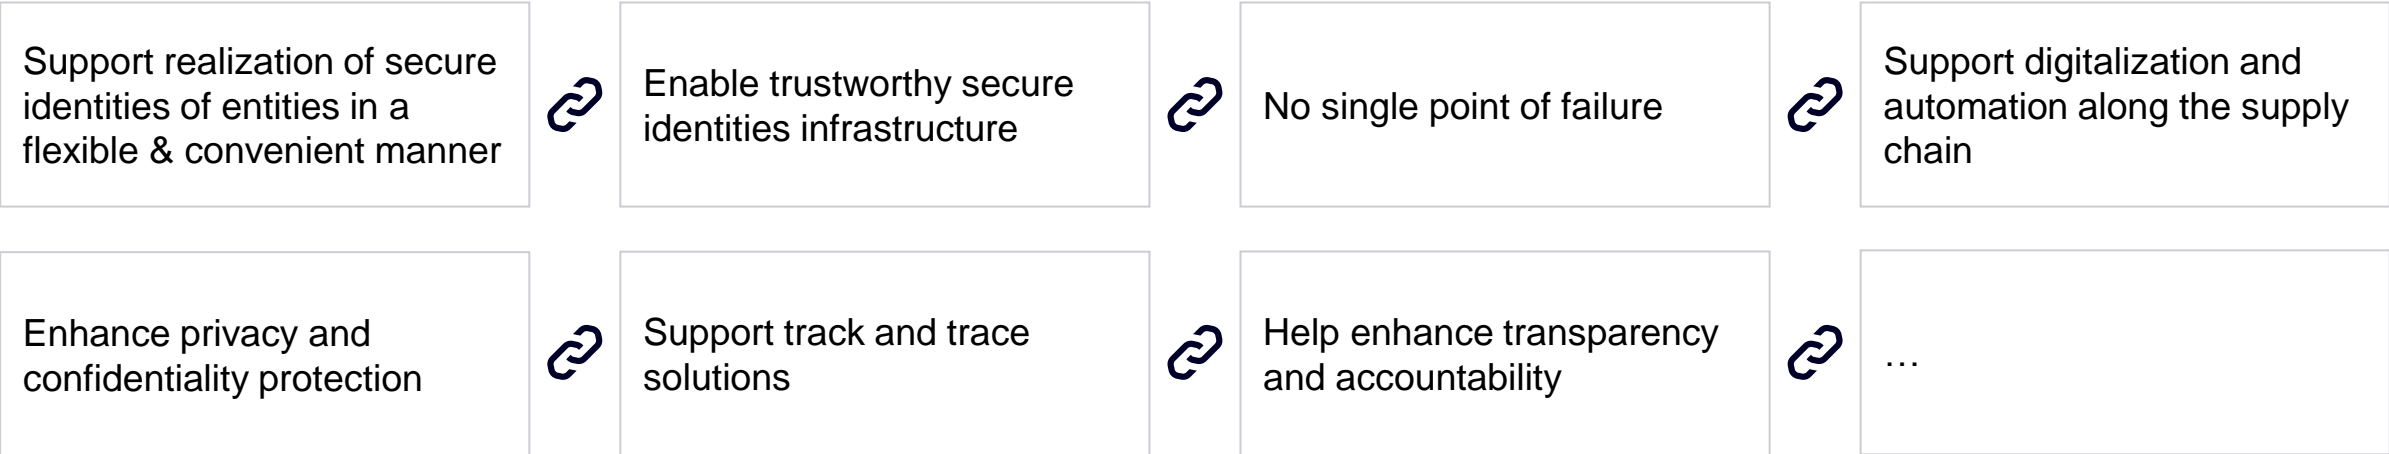 Support realization of secure
identities of entities in a
flexible & convenient manner
Enable trustworthy secure
identities infrastructure
No single point of failure
Support digitalization and
automation along the supply
chain
Enhance privacy and
confidentiality protection
Support track and trace
solutions
Help enhance transparency
and accountability
…